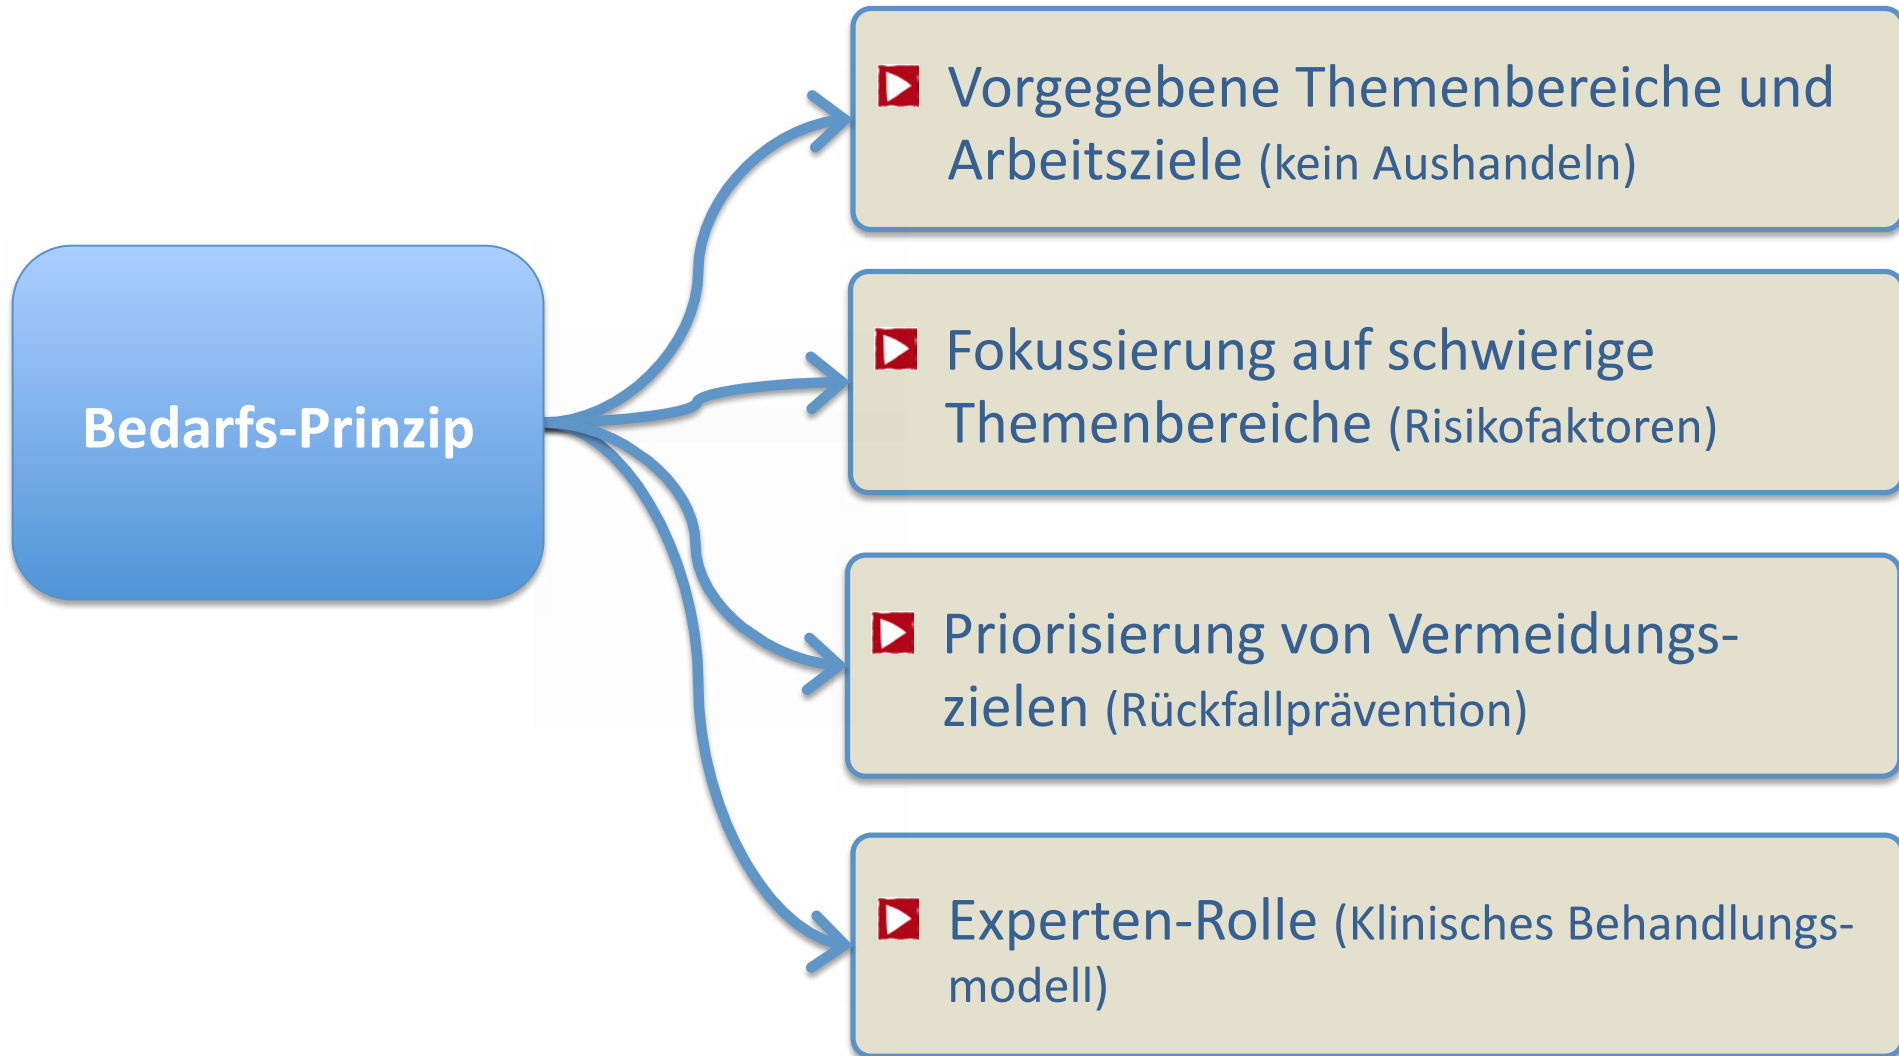 Bedarfs-Prinzip
Vorgegebene Themenbereiche und
Arbeitsziele (kein Aushandeln)
Fokussierung auf schwierige
Themenbereiche (Risikofaktoren)
Priorisierung von Vermeidungs-
zielen (Rückfallprävention)
Experten-Rolle (Klinisches Behandlungs-
modell)